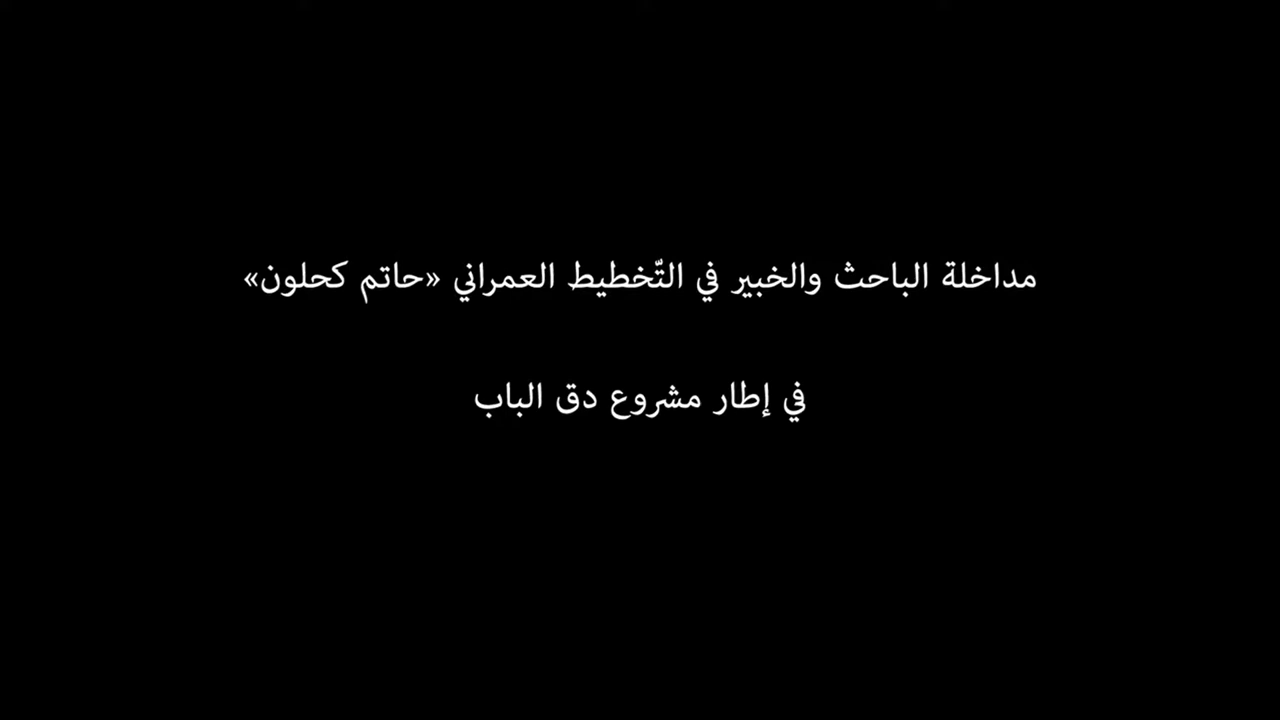 مداخلة الباحث والخبير في التّخطيط العمراني «حاتم كحلون»
في إطار مشروع دق الباب